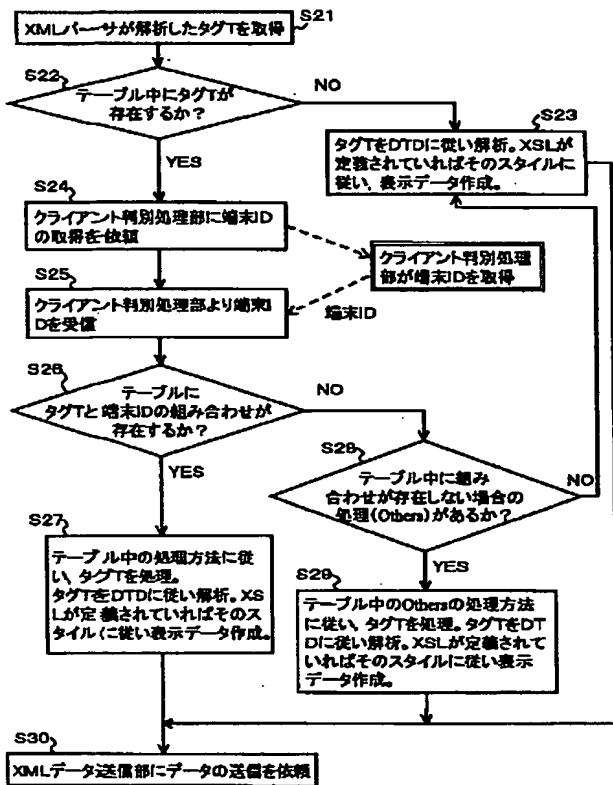 S21
XMLパーサが解析したタグTを取得
S22
テーブル中にタグTが
存在するか？
NO
YES
S23
タグTをDTDに従い解析。XSLが
定義されていればそのスタイルに
従い、表示データ作成。
S24
クライアント判別処理部に端末ID
の取得を依頼
クライアント判別処理
部が端末IDを取得
S25
クライアント判別処理部より端末I
Dを受信
端末ID
S26
テーブルに
タグTと端末IDの組み合わせが
存在するか？
NO
YES
S28
テーブル中に組み
合わせが存在しない場合の
処理(Others)があるか？
NO
YES
S27
テーブル中の処理方法に従
い、タグTを処理。
タグTをDTDに従い解析。XS
Lが定義されていればそのスタ
イルに従い表示データ作成。
S29
テーブル中のOthersの処理方法
に従い、タグTを処理。タグTをDT
Dに従い解析。XSLが定義されて
いればそのスタイルに従い表示
データ作成。
S30
XMLデータ送信部にデータの送信を依頼